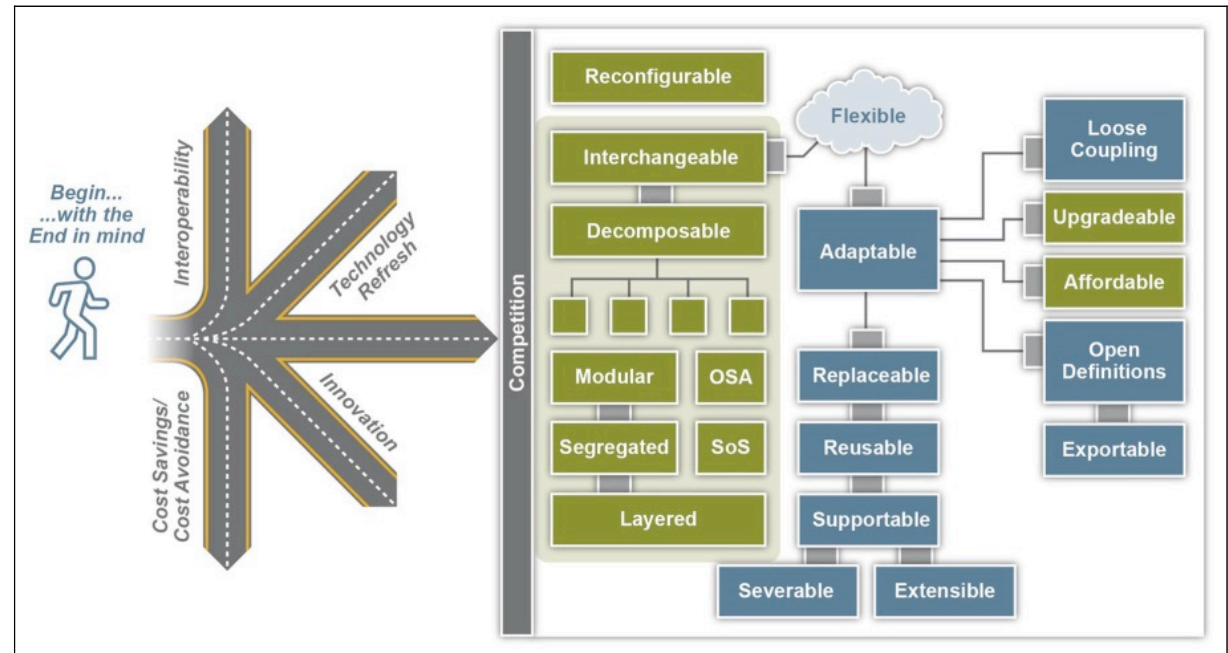 Begin...
...with the
End in mind
Interoperability
Technology
Refresh
Innovation
Cost Savings/
Cost Avoidance
Competition
Reconfigurable
Interchangeable
Decomposable
Modular
OSA
Segregated
SoS
Layered
Flexible
Adaptable
Replaceable
Reusable
Supportable
Severable
Extensible
Loose
Coupling
Upgradeable
Affordable
Open
Definitions
Exportable